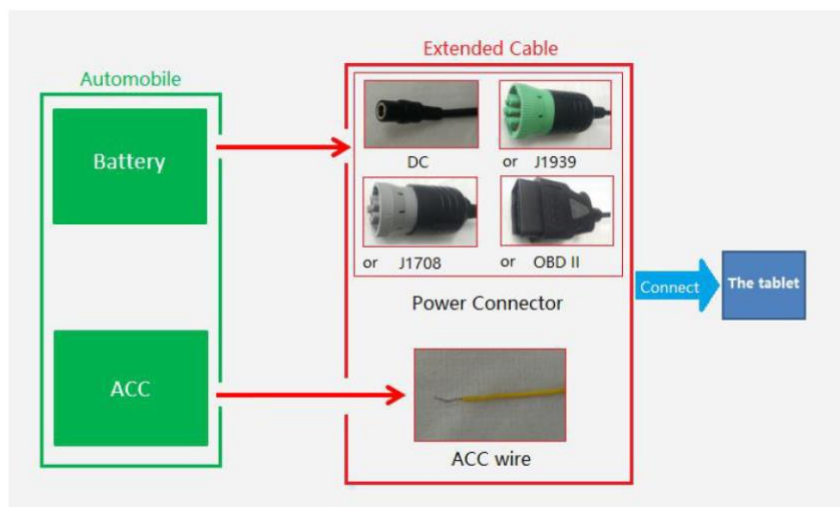 Extended Cable
Automobile
Battery
DC
or J1939
or J1708
or OBD II
Power Connector
Connect
The tablet
ACC
ACC wire